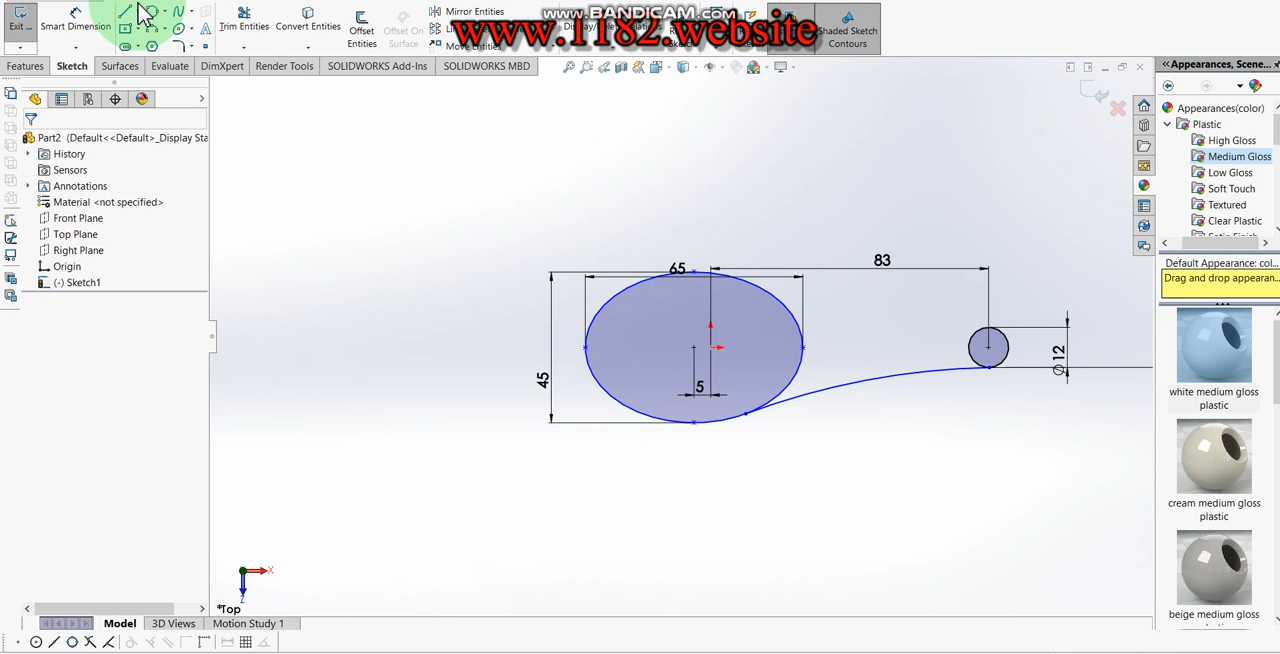 Exit ...
Smart Dimension
Trim Entities
Convert Entities
Offset Entities
Offset On Surface
Mirror Entities
Move Entities
Shaded Sketch Contours
www.BANDICAM.com
www.1182.website
Features
Sketch
Surfaces
Evaluate
DimXpert
Render Tools
SOLIDWORKS Add-Ins
SOLIDWORKS MBD
Part2 (Default<<Default>_Display Sta
History
Sensors
Annotations
Material <not specified>
Front Plane
Top Plane
Right Plane
Origin
(-) Sketch1
65
83
45
5
∅12
X
Z
*Top
Appearances, Scene...
Appearances(color)
Plastic
High Gloss
Medium Gloss
Low Gloss
Soft Touch
Textured
Clear Plastic
Default Appearance: col...
Drag and drop appearan...
white medium gloss plastic
cream medium gloss plastic
beige medium gloss
Model
3D Views
Motion Study 1